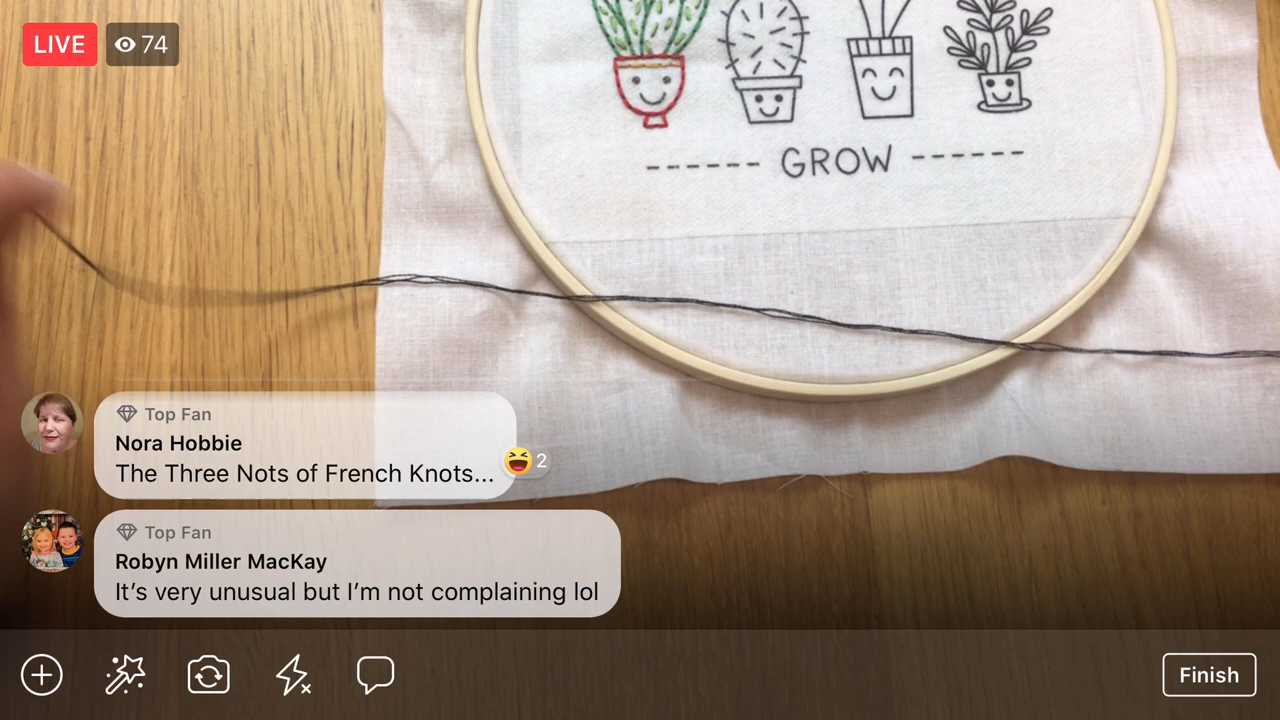 LIVE 74
GROW
Top Fan
Nora Hobbie
The Three Nots of French Knots...
2
Top Fan
Robyn Miller MacKay
It’s very unusual but I’m not complaining lol
Finish